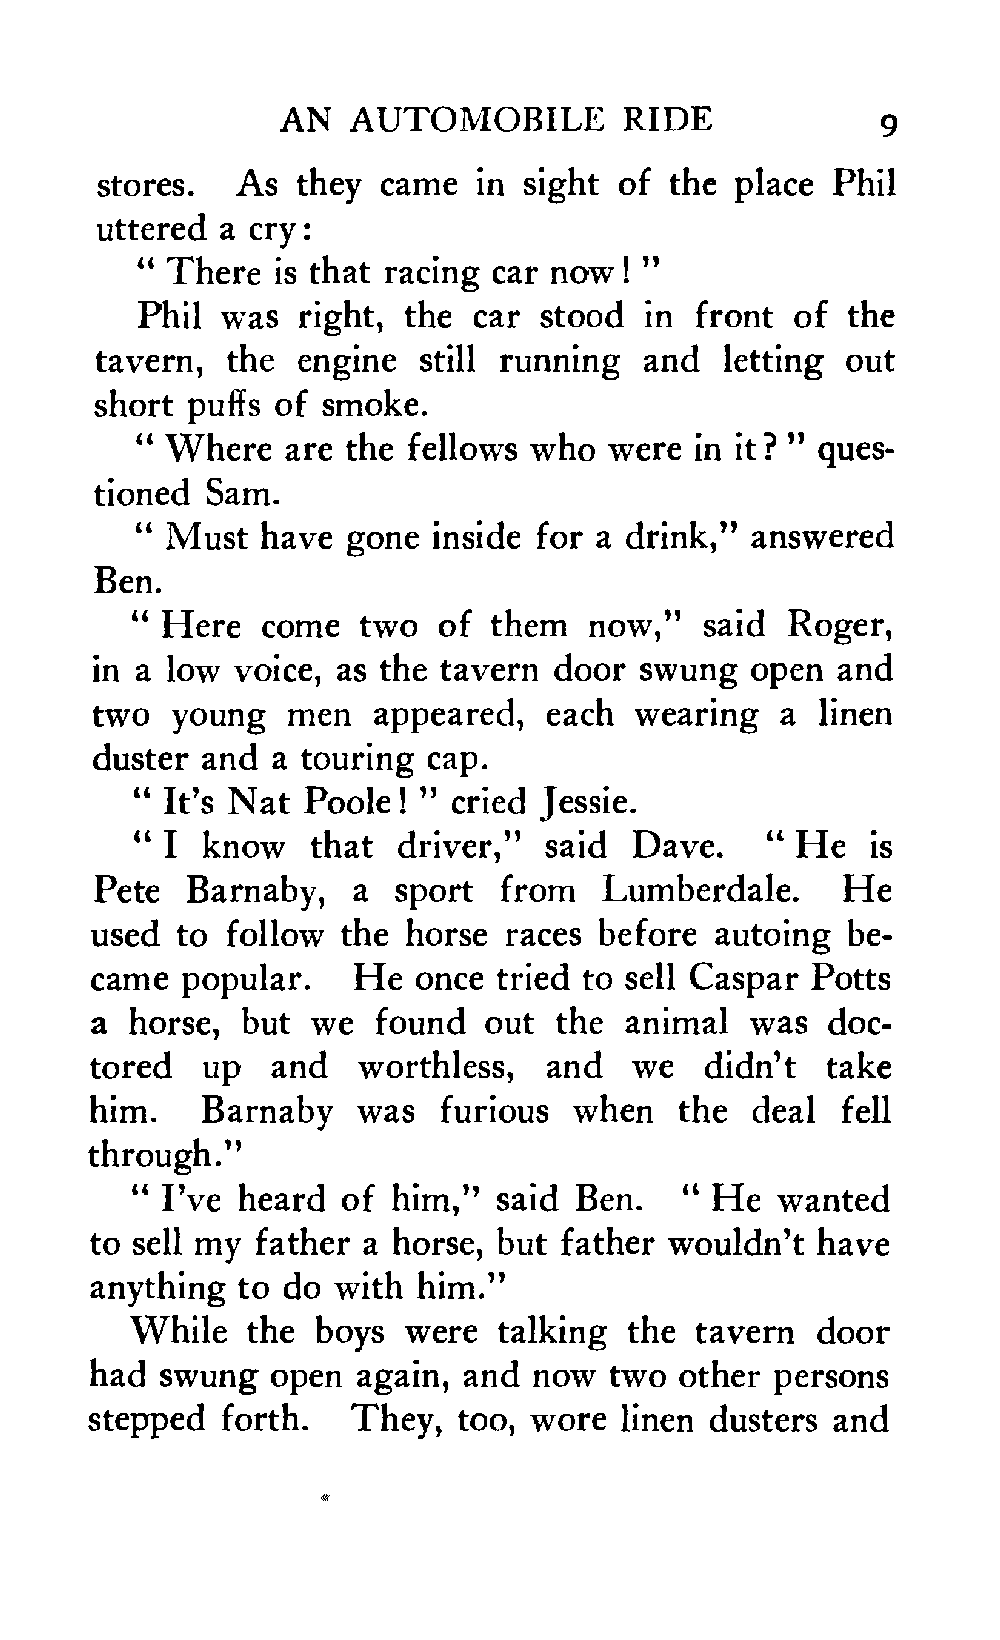 AN AUTOMOBILE RIDE 9
stores. As they came in sight of the place Phil
uttered a cry:
“ There is that racing car now! ”
Phil was right, the car stood in front of the
tavern, the engine still running and letting out
short puffs of smoke.
“ Where are the fellows who were in it? ” ques-
tioned Sam.
“ Must have gone inside for a drink,” answered
Ben.
“ Here come two of them now,” said Roger,
in a low voice, as the tavern door swung open and
two young men appeared, each wearing a linen
duster and a touring cap.
“ It’s Nat Poole! ” cried Jessie.
“ I know that driver,” said Dave. “ He is
Pete Barnaby, a sport from Lumberdale. He
used to follow the horse races before autoing be-
came popular. He once tried to sell Caspar Potts
a horse, but we found out the animal was doc-
tored up and worthless, and we didn’t take
him. Barnaby was furious when the deal fell
through.”
“ I’ve heard of him,” said Ben. “ He wanted
to sell my father a horse, but father wouldn’t have
anything to do with him.”
While the boys were talking the tavern door
had swung open again, and now two other persons
stepped forth. They, too, wore linen dusters and